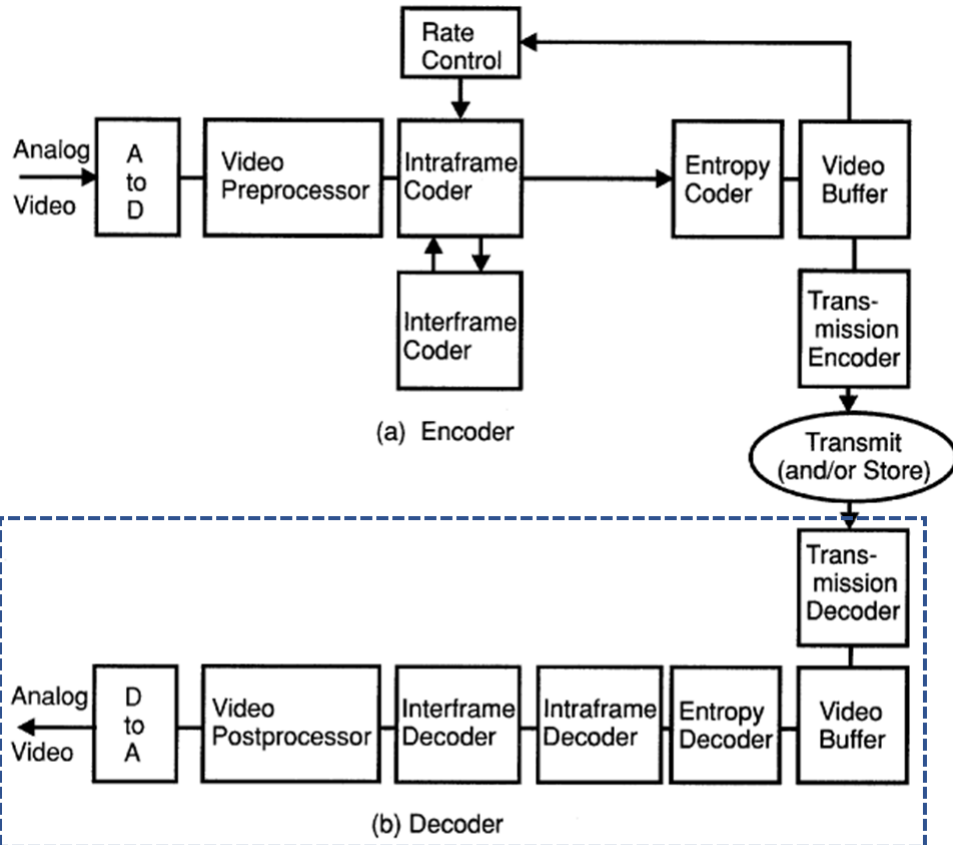 Rate
Control
Analog
Video
A
to
D
Video
Preprocessor
Intraframe
Coder
Entropy
Coder
Video
Buffer
Interframe
Coder
Trans-
mission
Encoder
(a) Encoder
Transmit
(and/or Store)
Trans-
mission
Decoder
Analog
Video
D
to
A
Video
Postprocessor
Interframe
Decoder
Intraframe
Decoder
Entropy
Decoder
Video
Buffer
(b) Decoder